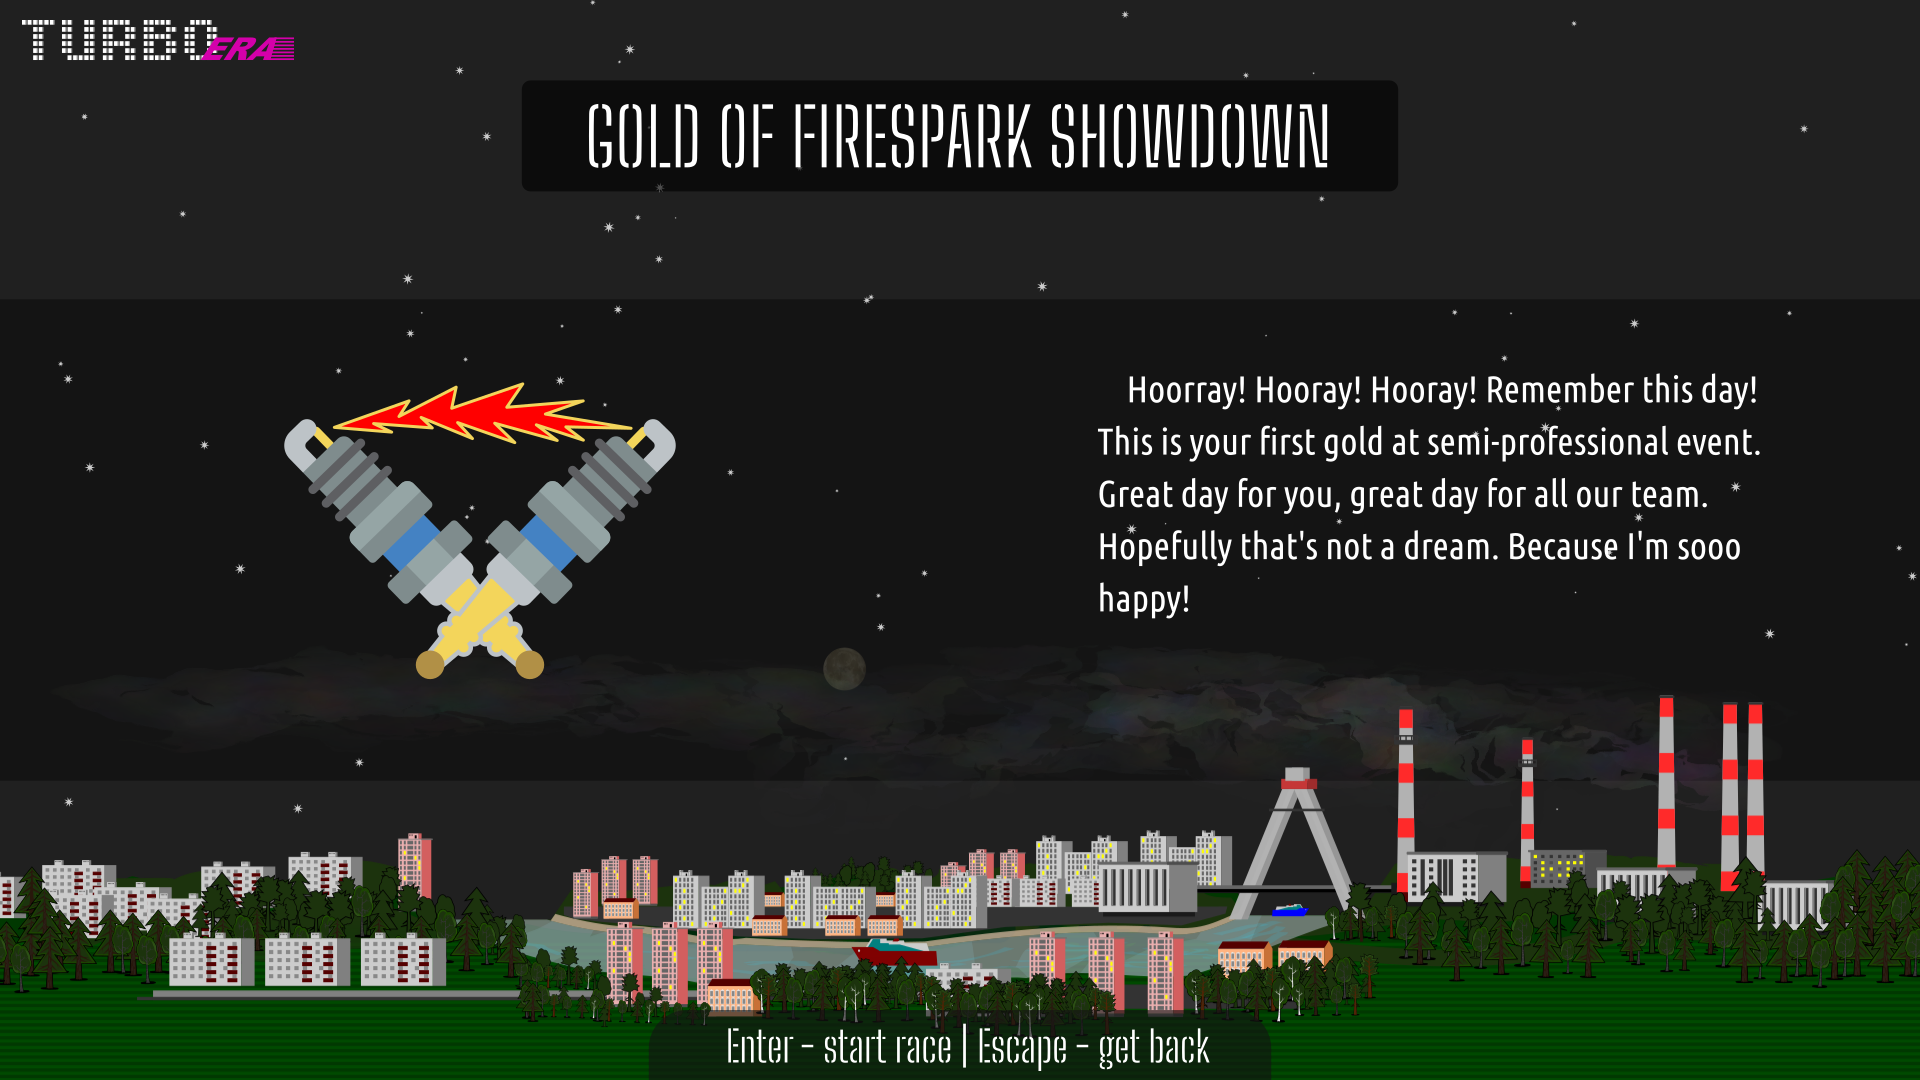 TURBO ERA
GOLD OF FIRESPARK SHOWDOWN
Hoorray! Hooray! Hooray! Remember this day!
This is your first gold at semi-professional event.
Great day for you, great day for all our team.
Hopefully that's not a dream. Because I'm sooo
happy!
Enter - start race | Escape - get back